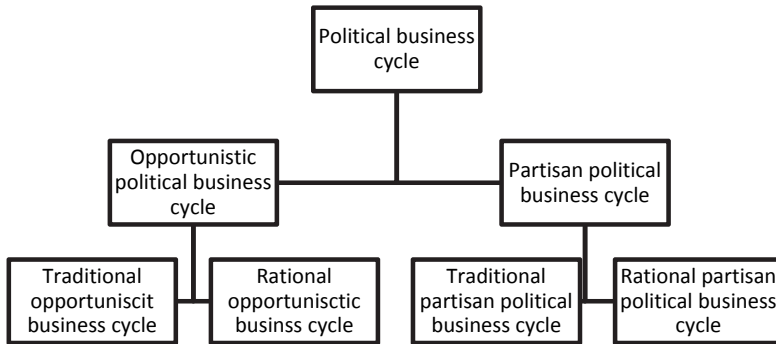 Political business
cycle
Opportunistic
political business
cycle
Partisan political
business cycle
Traditional
opportuniscit
business cycle
Rational
opportunisctic
businss cycle
Traditional
partisan political
business cycle
Rational partisan
political business
cycle